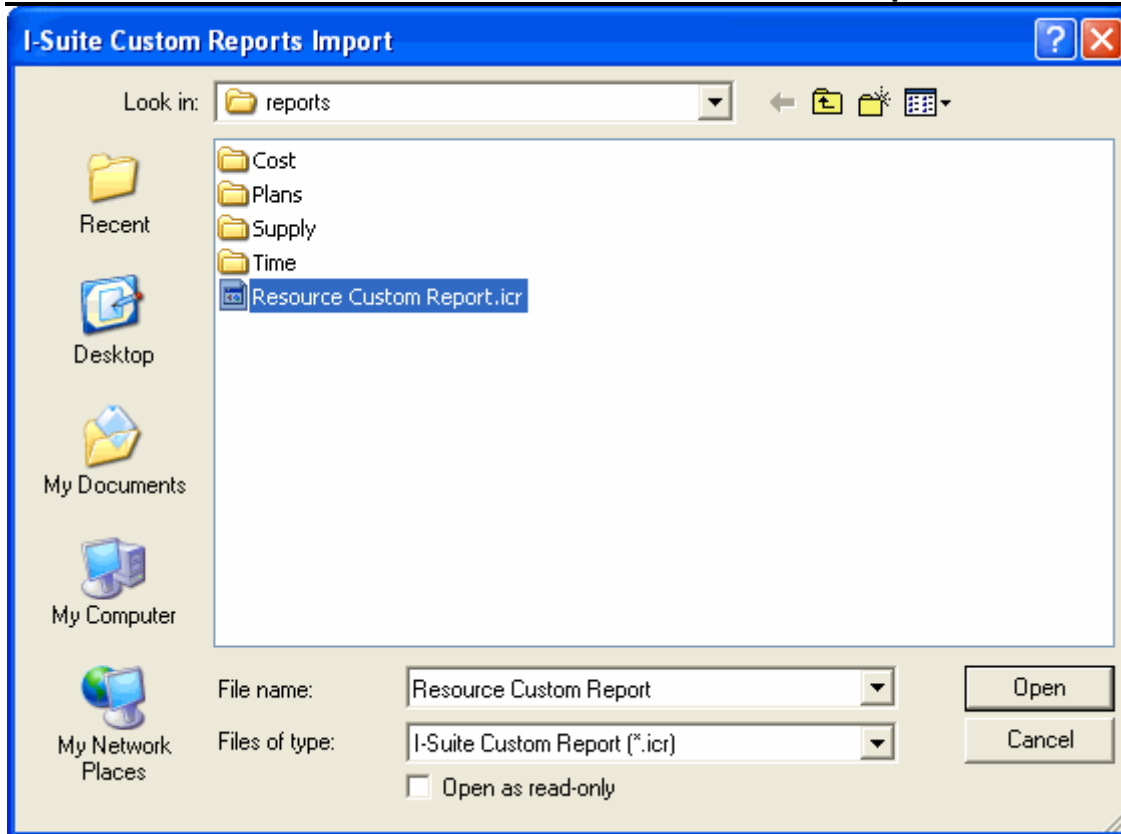 I-Suite Custom Reports Import
Look in:
reports
Recent
Desktop
My Documents
My Computer
My Network
Places
Cost
Plans
Supply
Time
Resource Custom Report.icr
File name:
Resource Custom Report
Open
Files of type:
I-Suite Custom Report (*.icr)
Cancel
Open as read-only